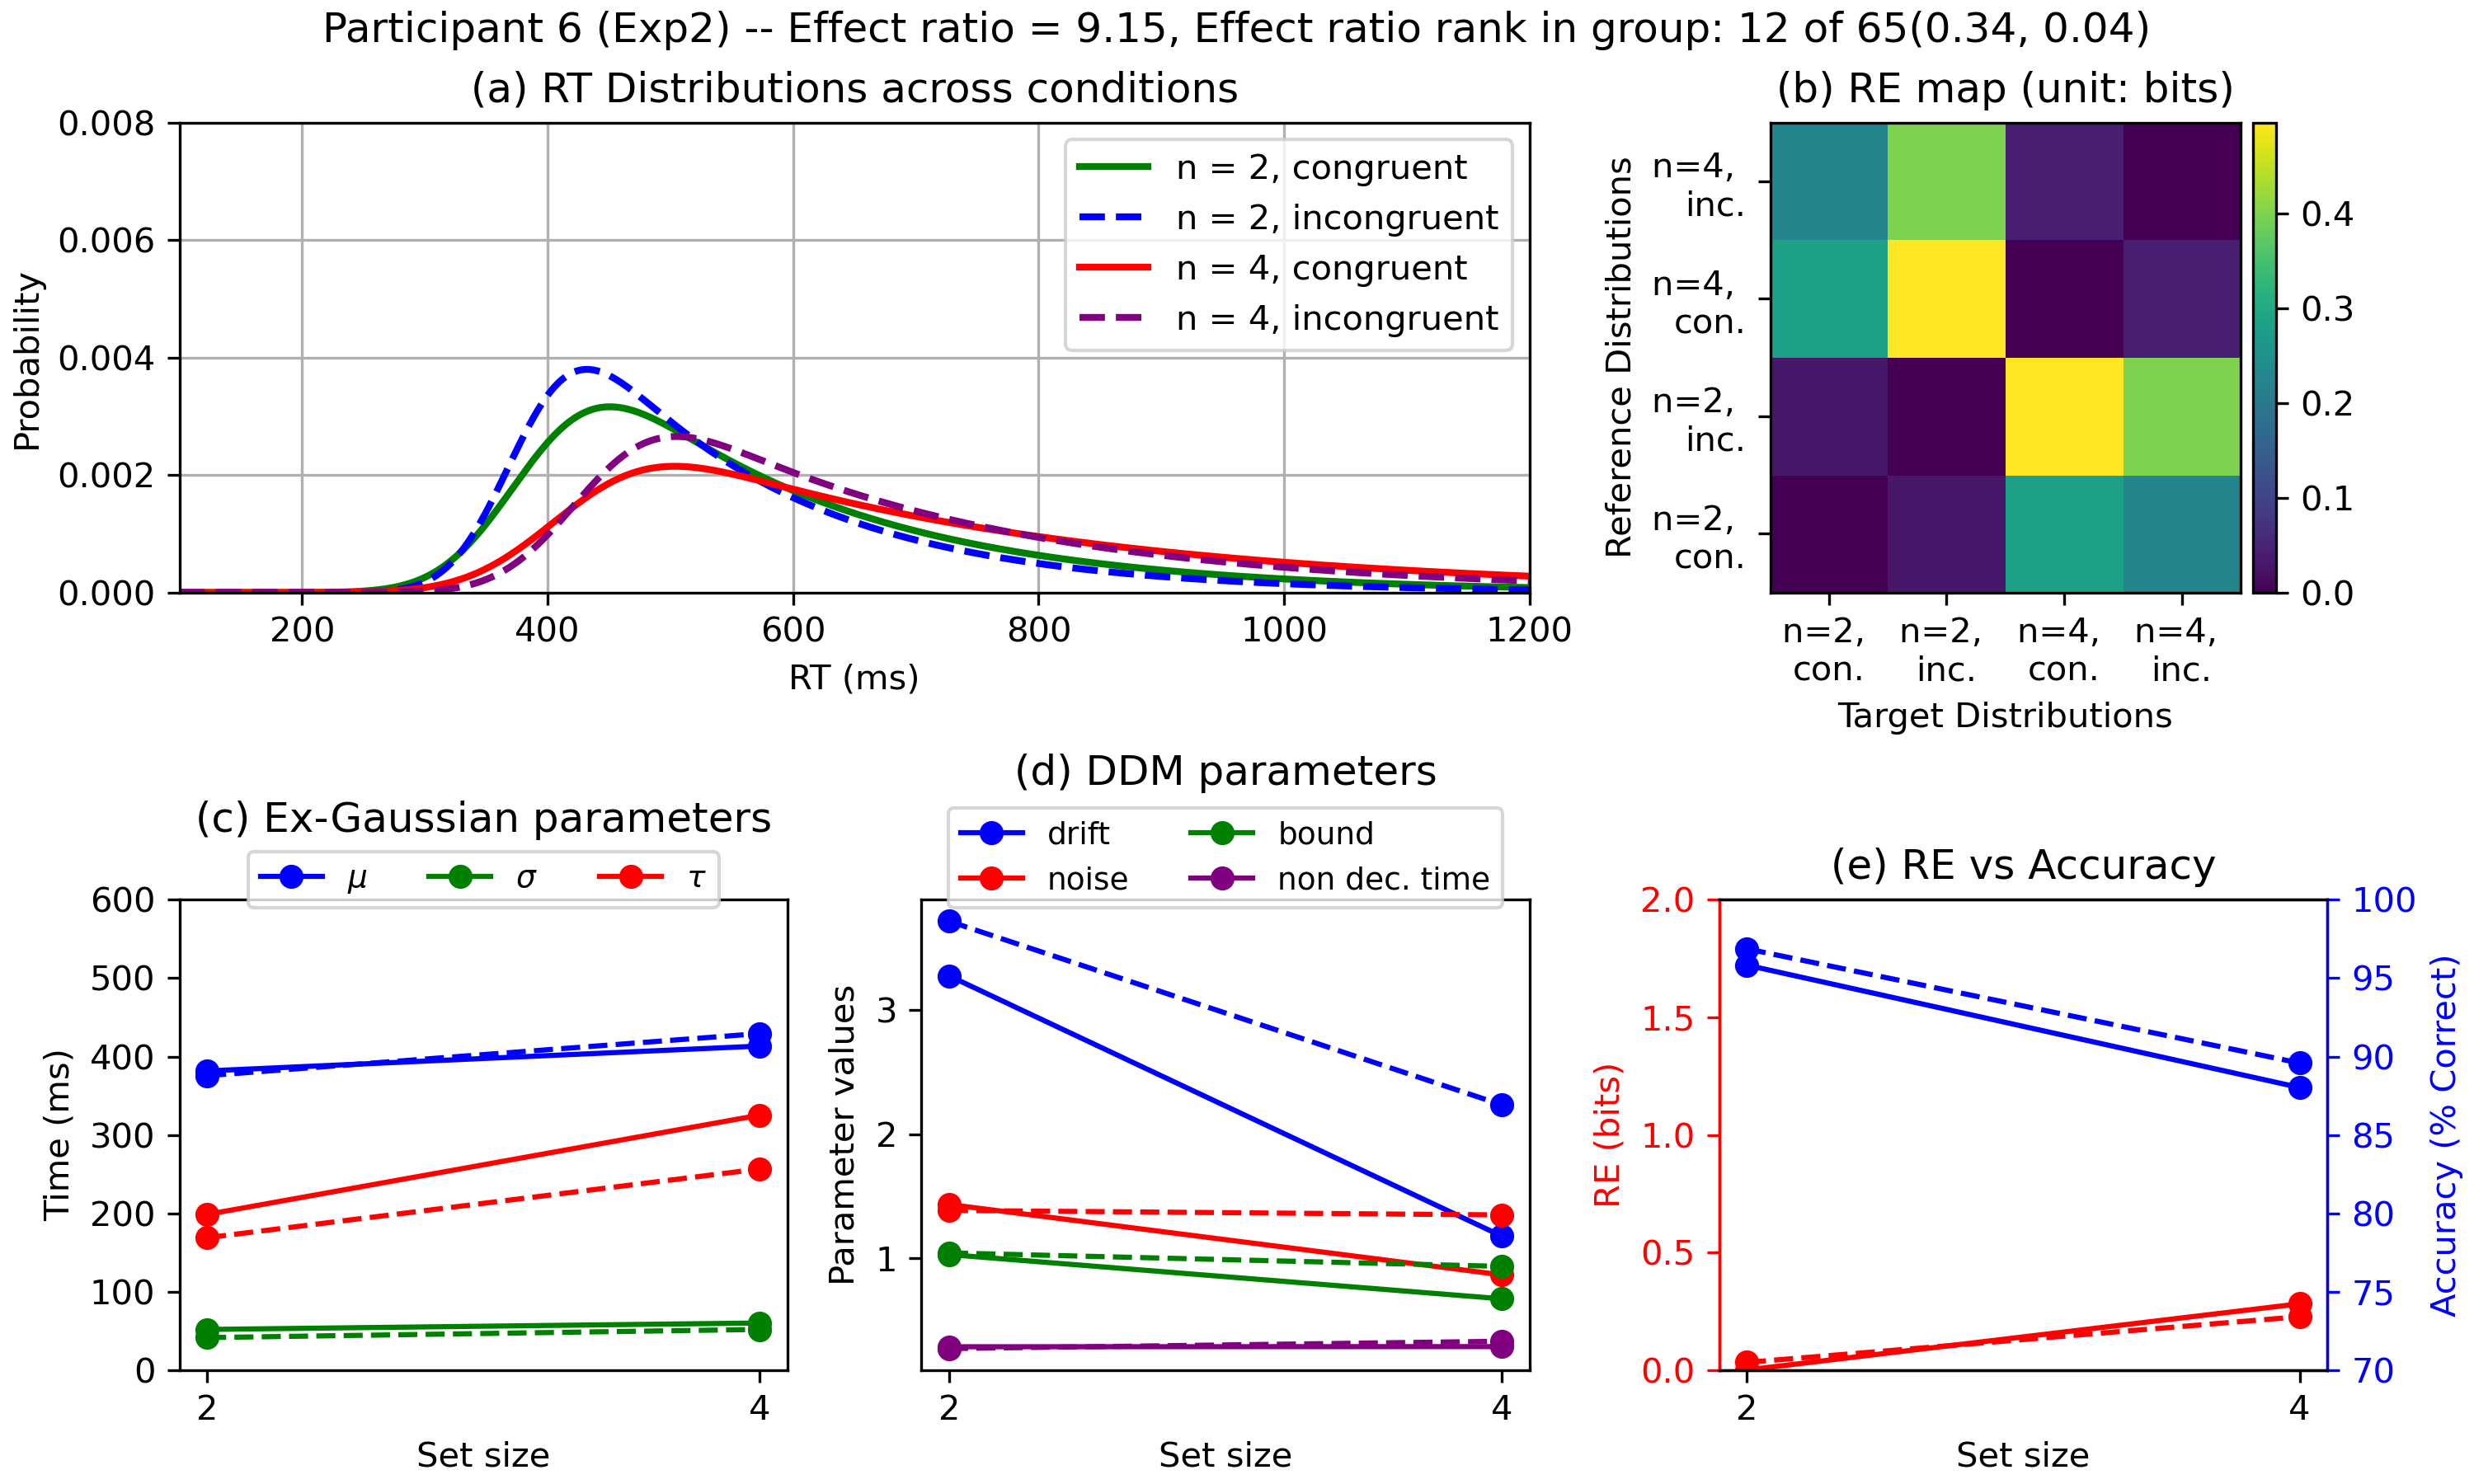 Participant 6 (Exp2) -- Effect ratio = 9.15, Effect ratio rank in group: 12 of 65(0.34, 0.04)
(a) RT Distributions across conditions
0.008
0.006
0.004
0.002
0.000
Probability
200
400
600
800
1000
1200
RT (ms)
n = 2, congruent
n = 2, incongruent
n = 4, congruent
n = 4, incongruent
(b) RE map (unit: bits)
Reference Distributions
n=4,
inc.
n=4,
con.
n=2,
inc.
n=2,
con.
n=2,
con.
n=2,
inc.
n=4,
con.
n=4,
inc.
Target Distributions
0.4
0.3
0.2
0.1
0.0
(c) Ex-Gaussian parameters
μ
σ
τ
600
500
400
300
200
100
0
Time (ms)
2
4
Set size
(d) DDM parameters
drift
noise
bound
non dec. time
3
2
1
Parameter values
2
4
Set size
(e) RE vs Accuracy
2.0
1.5
1.0
0.5
0.0
RE (bits)
100
95
90
85
80
75
70
Accuracy (% Correct)
2
4
Set size